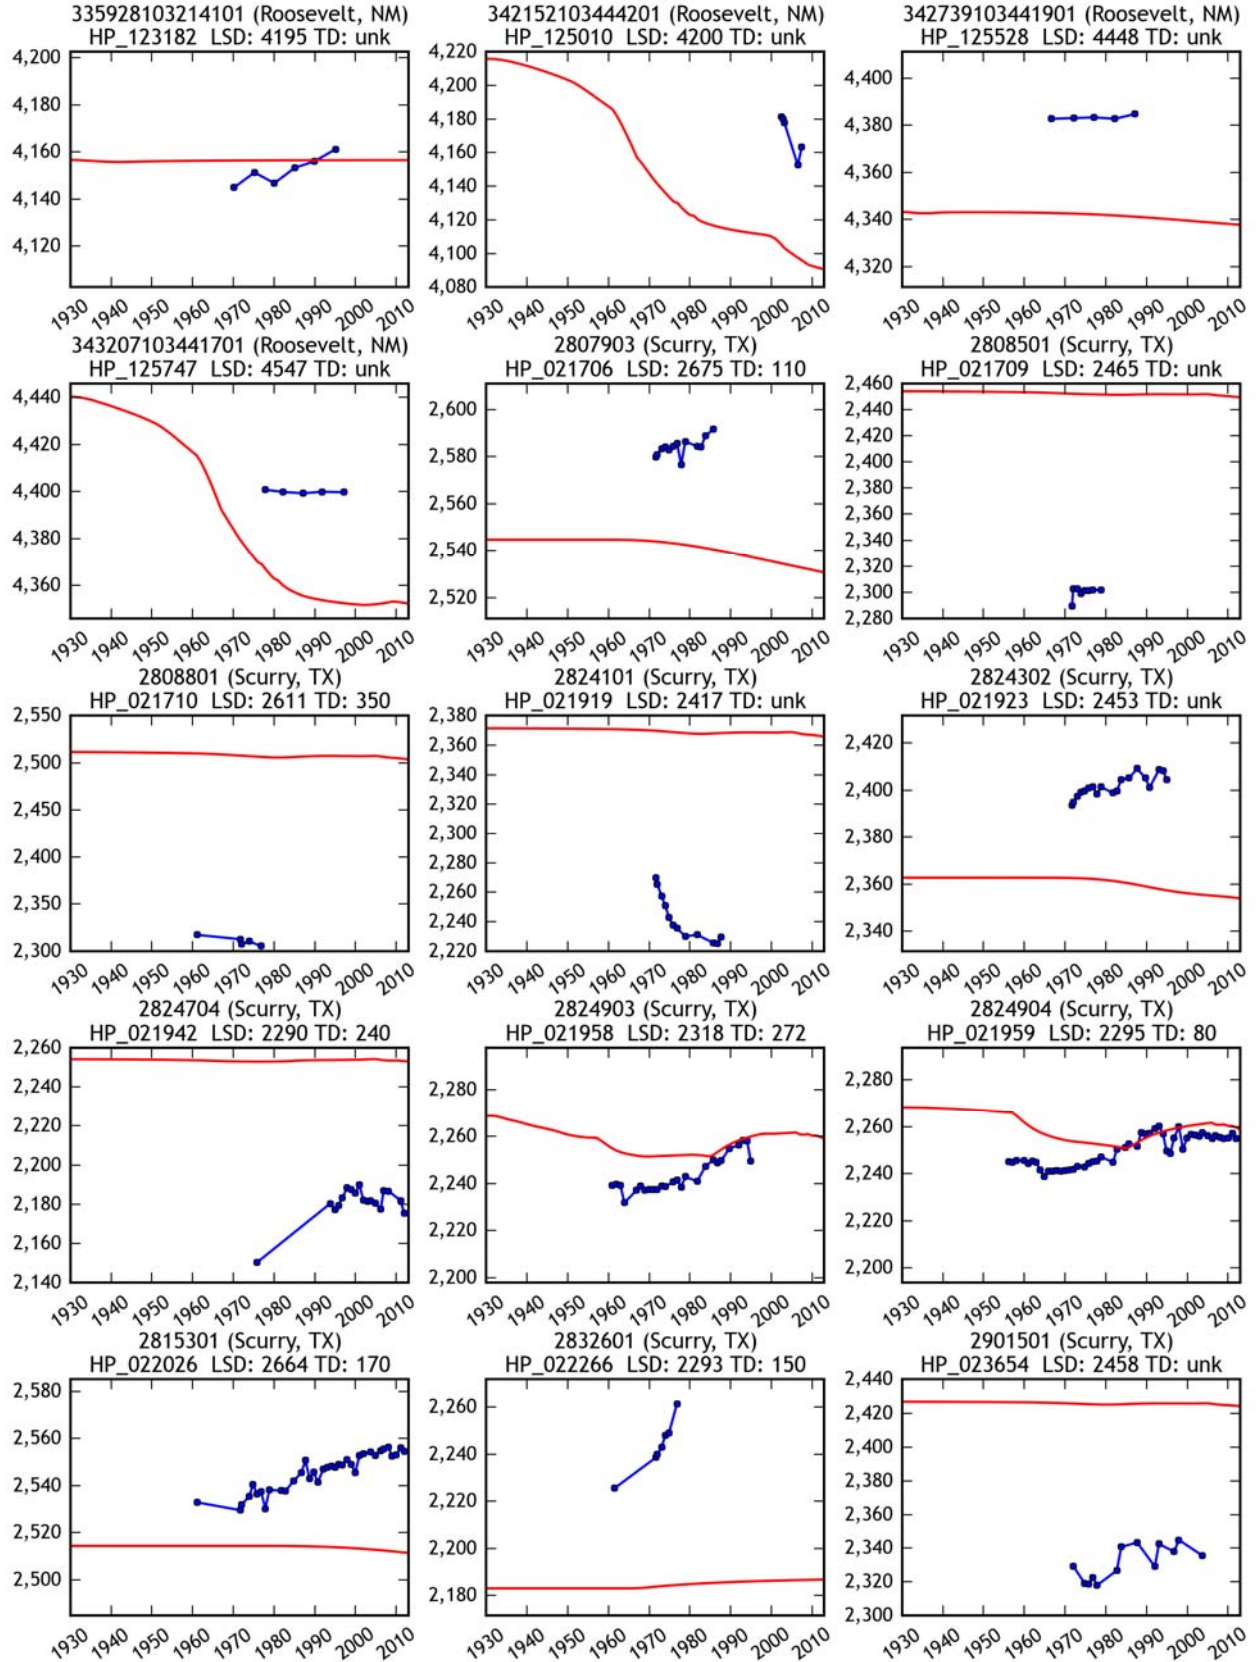 335928103214101 (Roosevelt, NM)
HP_123182 LSD: 4195 TD: unk
4,200
4,180
4,160
4,140
4,120
1930 1940 1950 1960 1970 1980 1990 2000 2010
342152103444201 (Roosevelt, NM)
HP_125010 LSD: 4200 TD: unk
4,220
4,200
4,180
4,160
4,140
4,120
4,100
4,080
1930 1940 1950 1960 1970 1980 1990 2000 2010
342739103441901 (Roosevelt, NM)
HP_125528 LSD: 4448 TD: unk
4,400
4,380
4,360
4,340
4,320
1930 1940 1950 1960 1970 1980 1990 2000 2010
343207103441701 (Roosevelt, NM)
HP_125747 LSD: 4547 TD: unk
4,440
4,420
4,400
4,380
4,360
1930 1940 1950 1960 1970 1980 1990 2000 2010
2807903 (Scurry, TX)
HP_021706 LSD: 2675 TD: 110
2,600
2,580
2,560
2,540
2,520
1930 1940 1950 1960 1970 1980 1990 2000 2010
2808501 (Scurry, TX)
HP_021709 LSD: 2465 TD: unk
2,460
2,440
2,420
2,400
2,380
2,360
2,340
2,320
2,300
2,280
1930 1940 1950 1960 1970 1980 1990 2000 2010
2808801 (Scurry, TX)
HP_021710 LSD: 2611 TD: 350
2,550
2,500
2,450
2,400
2,350
2,300
1930 1940 1950 1960 1970 1980 1990 2000 2010
2824101 (Scurry, TX)
HP_021919 LSD: 2417 TD: unk
2,380
2,360
2,340
2,320
2,300
2,280
2,260
2,240
2,220
1930 1940 1950 1960 1970 1980 1990 2000 2010
2824302 (Scurry, TX)
HP_021923 LSD: 2453 TD: unk
2,420
2,400
2,380
2,360
2,340
1930 1940 1950 1960 1970 1980 1990 2000 2010
2824704 (Scurry, TX)
HP_021942 LSD: 2290 TD: 240
2,260
2,240
2,220
2,200
2,180
2,160
2,140
1930 1940 1950 1960 1970 1980 1990 2000 2010
2824903 (Scurry, TX)
HP_021958 LSD: 2318 TD: 272
2,280
2,260
2,240
2,220
2,200
1930 1940 1950 1960 1970 1980 1990 2000 2010
2824904 (Scurry, TX)
HP_021959 LSD: 2295 TD: 80
2,280
2,260
2,240
2,220
2,200
1930 1940 1950 1960 1970 1980 1990 2000 2010
2815301 (Scurry, TX)
HP_022026 LSD: 2664 TD: 170
2,580
2,560
2,540
2,520
2,500
1930 1940 1950 1960 1970 1980 1990 2000 2010
2832601 (Scurry, TX)
HP_022266 LSD: 2293 TD: 150
2,260
2,240
2,220
2,200
2,180
1930 1940 1950 1960 1970 1980 1990 2000 2010
2901501 (Scurry, TX)
HP_023654 LSD: 2458 TD: unk
2,440
2,420
2,400
2,380
2,360
2,340
2,320
2,300
1930 1940 1950 1960 1970 1980 1990 2000 2010